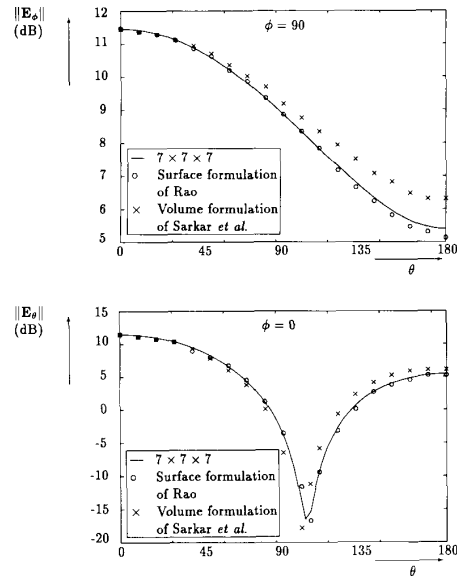 ‖E_ϕ‖
(dB)
ϕ = 90
12
11
10
9
8
7
6
5
— 7 × 7 × 7
o Surface formulation
of Rao
× Volume formulation
of Sarkar et al.
0 45 90 135 180
θ
‖E_θ‖
(dB)
ϕ = 0
15
10
5
0
-5
-10
-15
-20
— 7 × 7 × 7
o Surface formulation
of Rao
× Volume formulation
of Sarkar et al.
0 45 90 135 180
θ